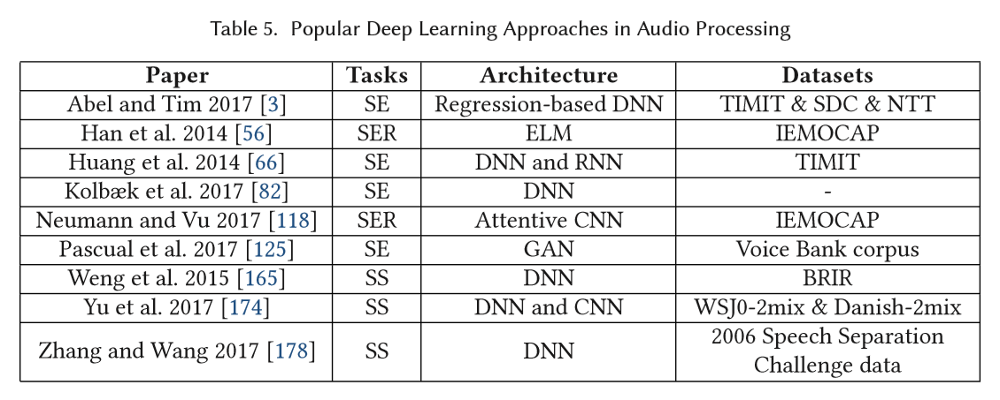 Table 5. Popular Deep Learning Approaches in Audio Processing
Paper Tasks Architecture Datasets
Abel and Tim 2017 [3] SE Regression-based DNN TIMIT & SDC & NTT
Han et al. 2014 [56] SER ELM IEMOCAP
Huang et al. 2014 [66] SE DNN and RNN TIMIT
Kolbæk et al. 2017 [82] SE DNN -
Neumann and Vu 2017 [118] SER Attentive CNN IEMOCAP
Pascual et al. 2017 [125] SE GAN Voice Bank corpus
Weng et al. 2015 [165] SS DNN BRIR
Yu et al. 2017 [174] SS DNN and CNN WSJ0-2mix & Danish-2mix
Zhang and Wang 2017 [178] SS DNN 2006 Speech Separation
Challenge data